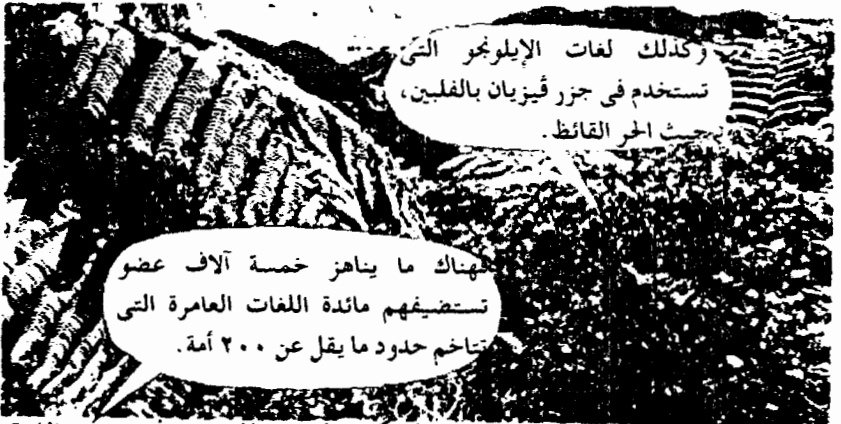 وكذلك لغات الإيلونجو التى
تستخدم فى جزر ڤيزيان بالفلبين،
حيث الحر القائظ.
فهناك ما يناهز خمسة آلاف عضو
تستضيفهم مائدة اللغات العامرة التى
تتاخم حدود ما يقل عن ٢٠٠ أمة.